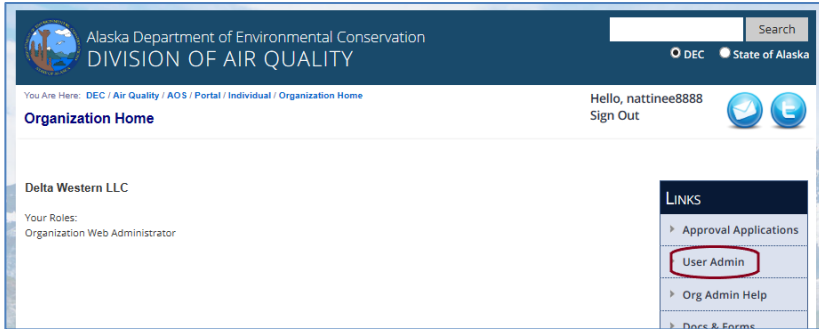 Alaska Department of Environmental Conservation
DIVISION OF AIR QUALITY
Search
DEC
State of Alaska
You Are Here: DEC / Air Quality / AOS / Portal / Individual / Organization Home
Organization Home
Hello, nattinee8888
Sign Out
Delta Western LLC
Your Roles:
Organization Web Administrator
LINKS
Approval Applications
User Admin
Org Admin Help
Docs & Forms